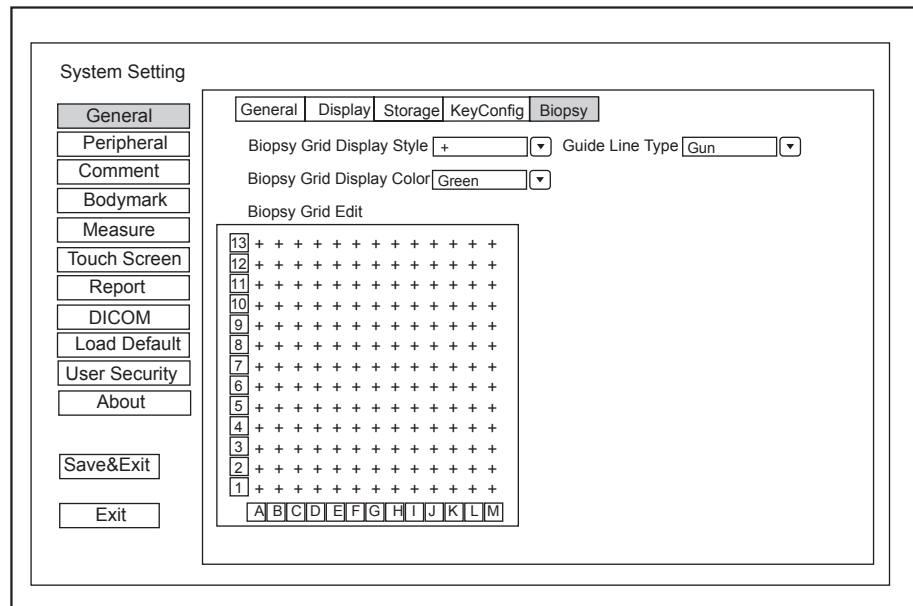 System Setting
General
Peripheral
Comment
Bodymark
Measure
Touch Screen
Report
DICOM
Load Default
User Security
About
Save&Exit
Exit
General Display Storage KeyConfig Biopsy
Biopsy Grid Display Style + Guide Line Type Gun
Biopsy Grid Display Color Green
Biopsy Grid Edit
13 + + + + + + + + + + + + +
12 + + + + + + + + + + + + +
11 + + + + + + + + + + + + +
10 + + + + + + + + + + + + +
9 + + + + + + + + + + + + +
8 + + + + + + + + + + + + +
7 + + + + + + + + + + + + +
6 + + + + + + + + + + + + +
5 + + + + + + + + + + + + +
4 + + + + + + + + + + + + +
3 + + + + + + + + + + + + +
2 + + + + + + + + + + + + +
1 + + + + + + + + + + + + +
A B C D E F G H I J K L M